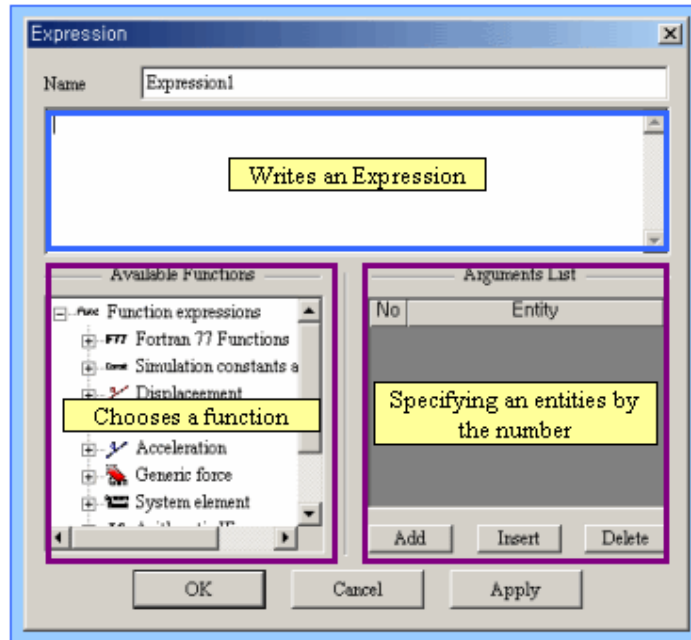 Expression
Name Expression1
Writes an Expression
Available Functions
Func Function expressions
F77 Fortran 77 Functions
Simulation constants a
Displaceement
Chooses a function
Acceleration
Generic force
System element
Arguments List
No Entity
Specifying an entities by
the number
Add Insert Delete
OK Cancel Apply